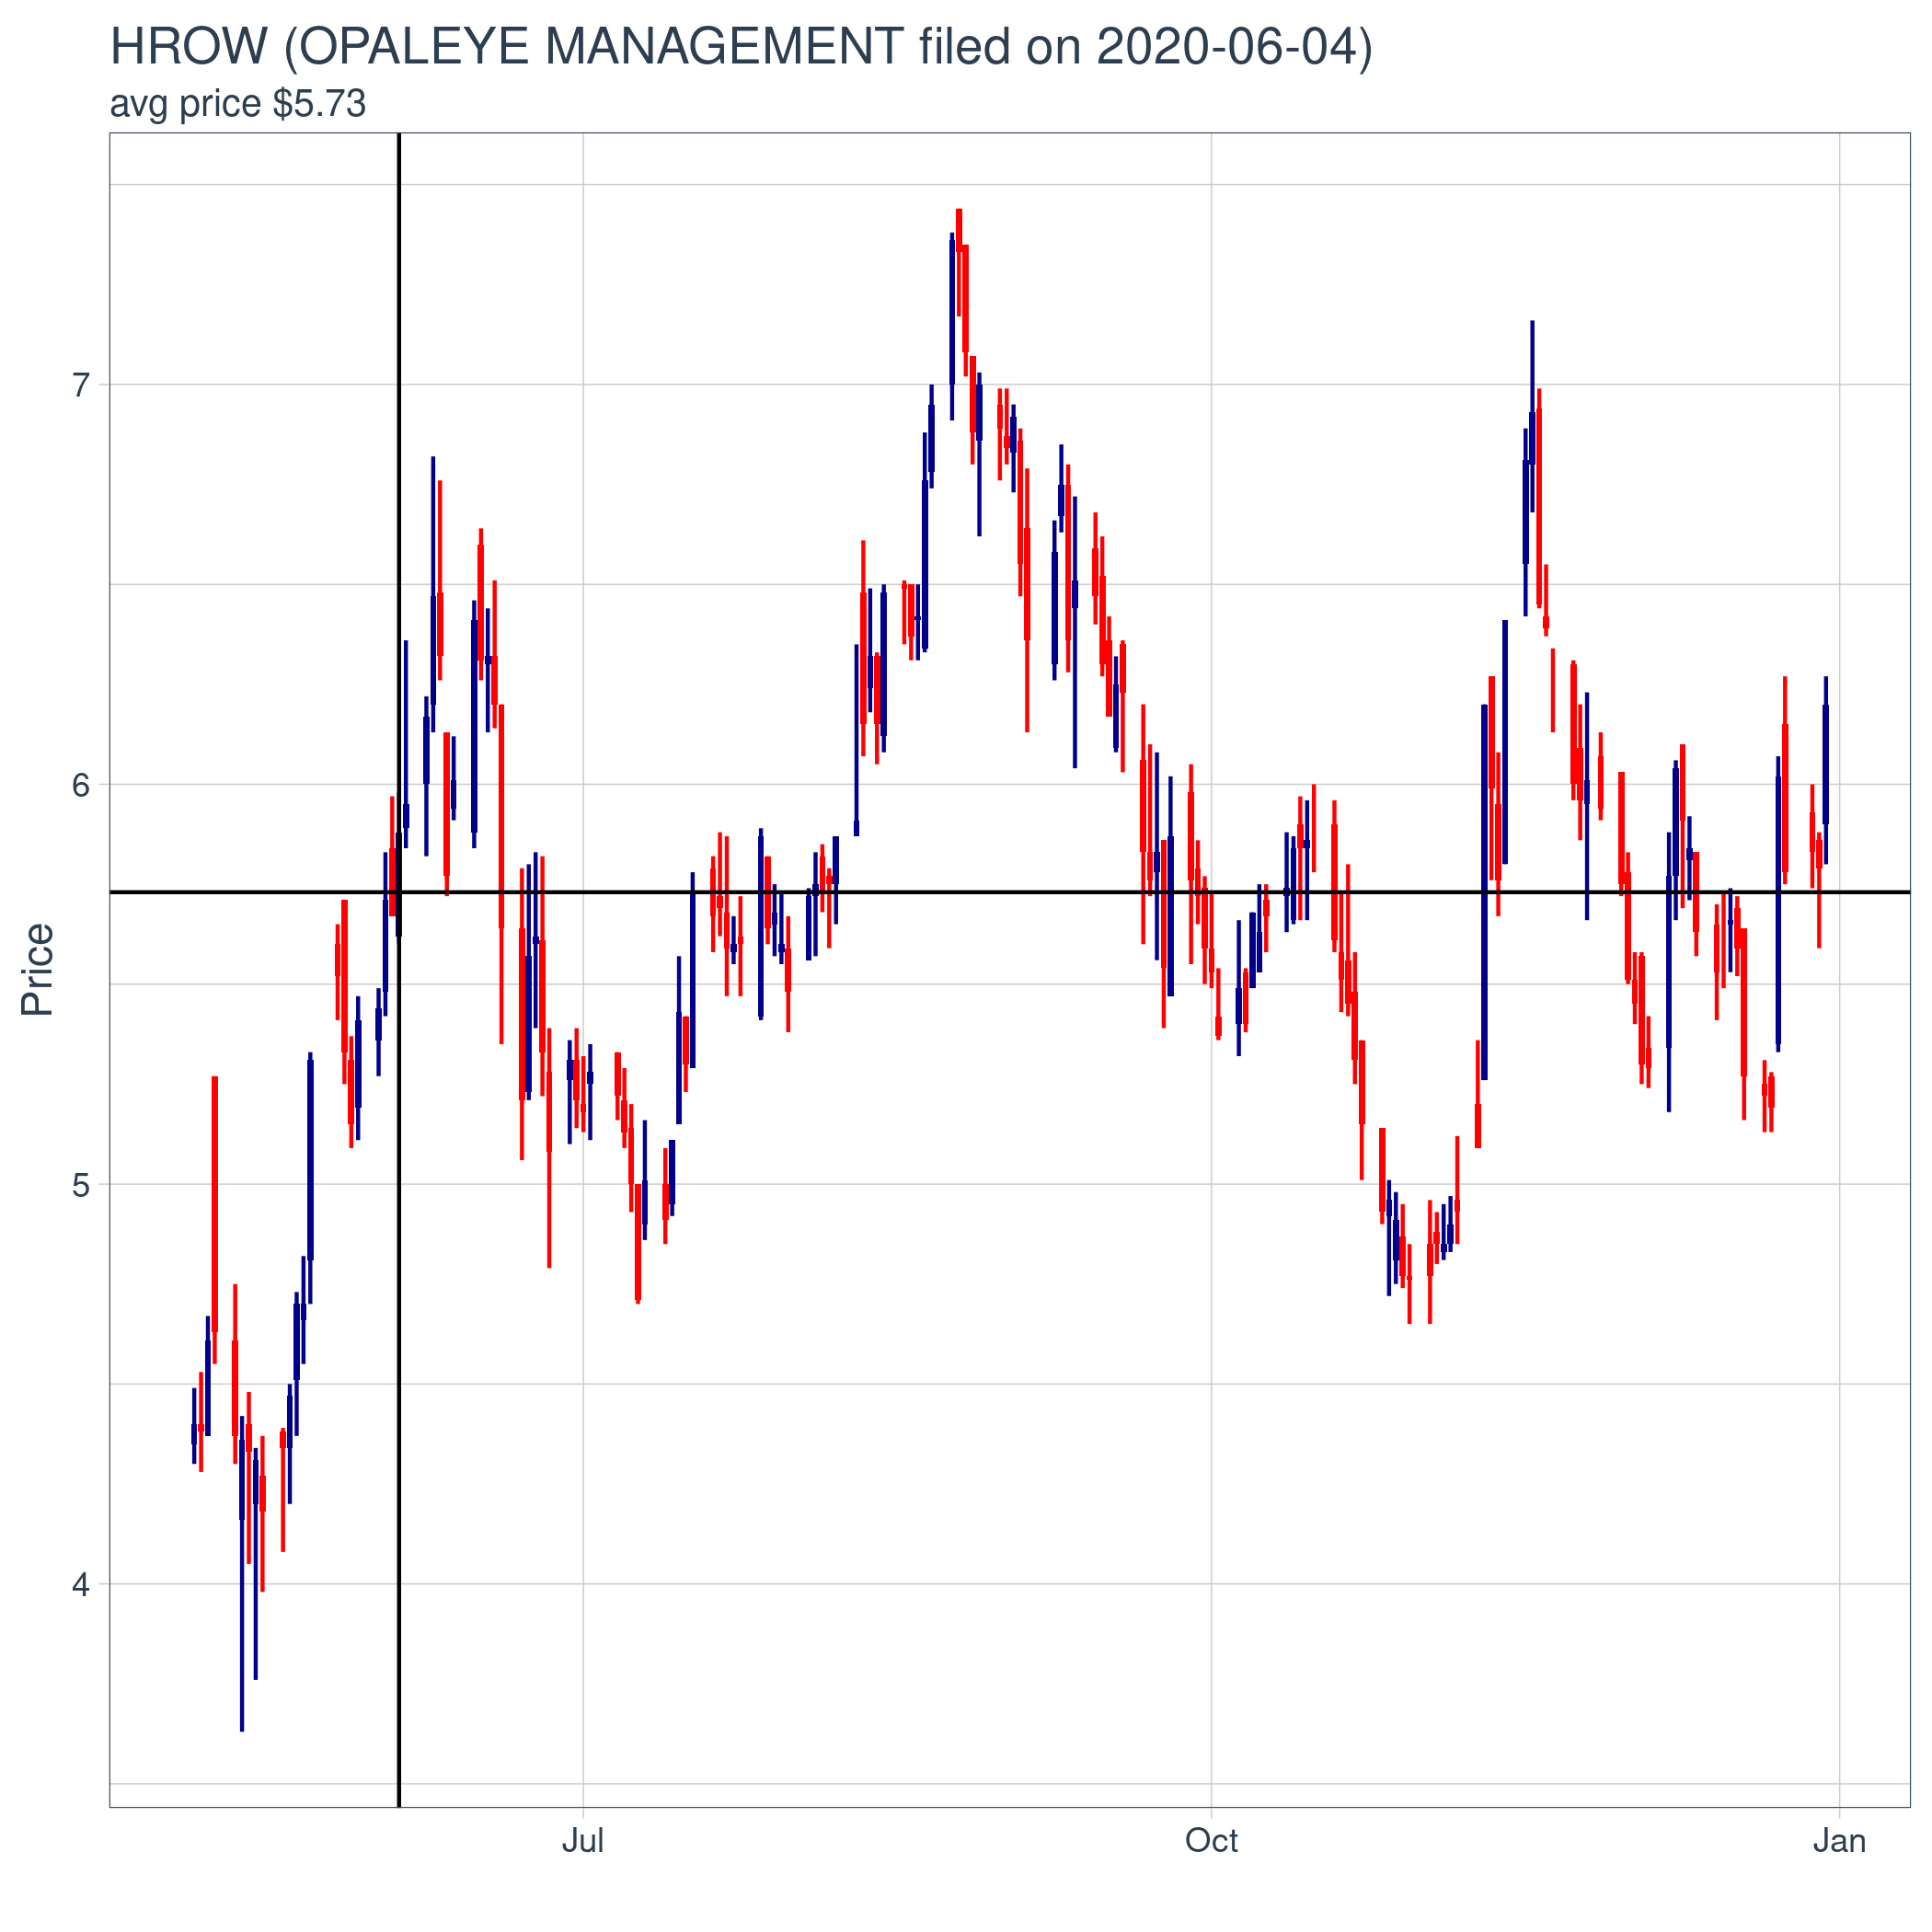 HROW (OPALEYE MANAGEMENT filed on 2020-06-04)
avg price $5.73
7
6
5
4
Price
Jul Oct Jan